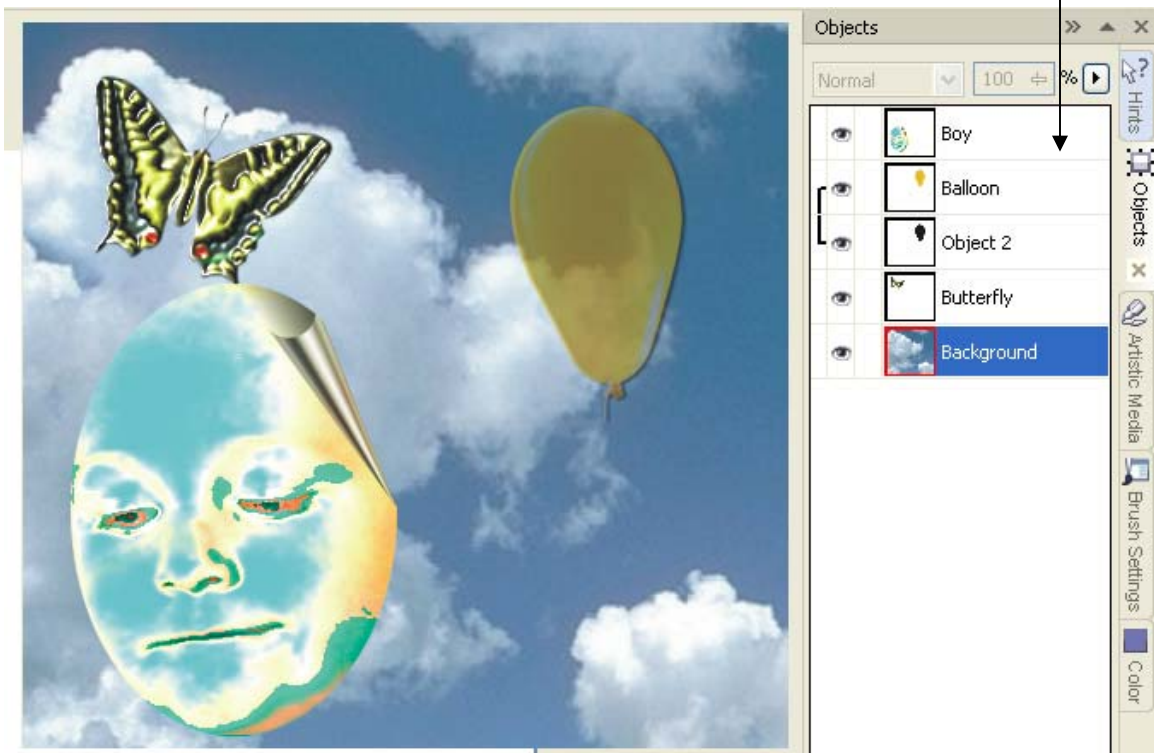 Objects
Normal
100
%
Boy
Balloon
Object 2
Butterfly
Background
? Hints
Objects
Artistic Media
Brush Settings
Color